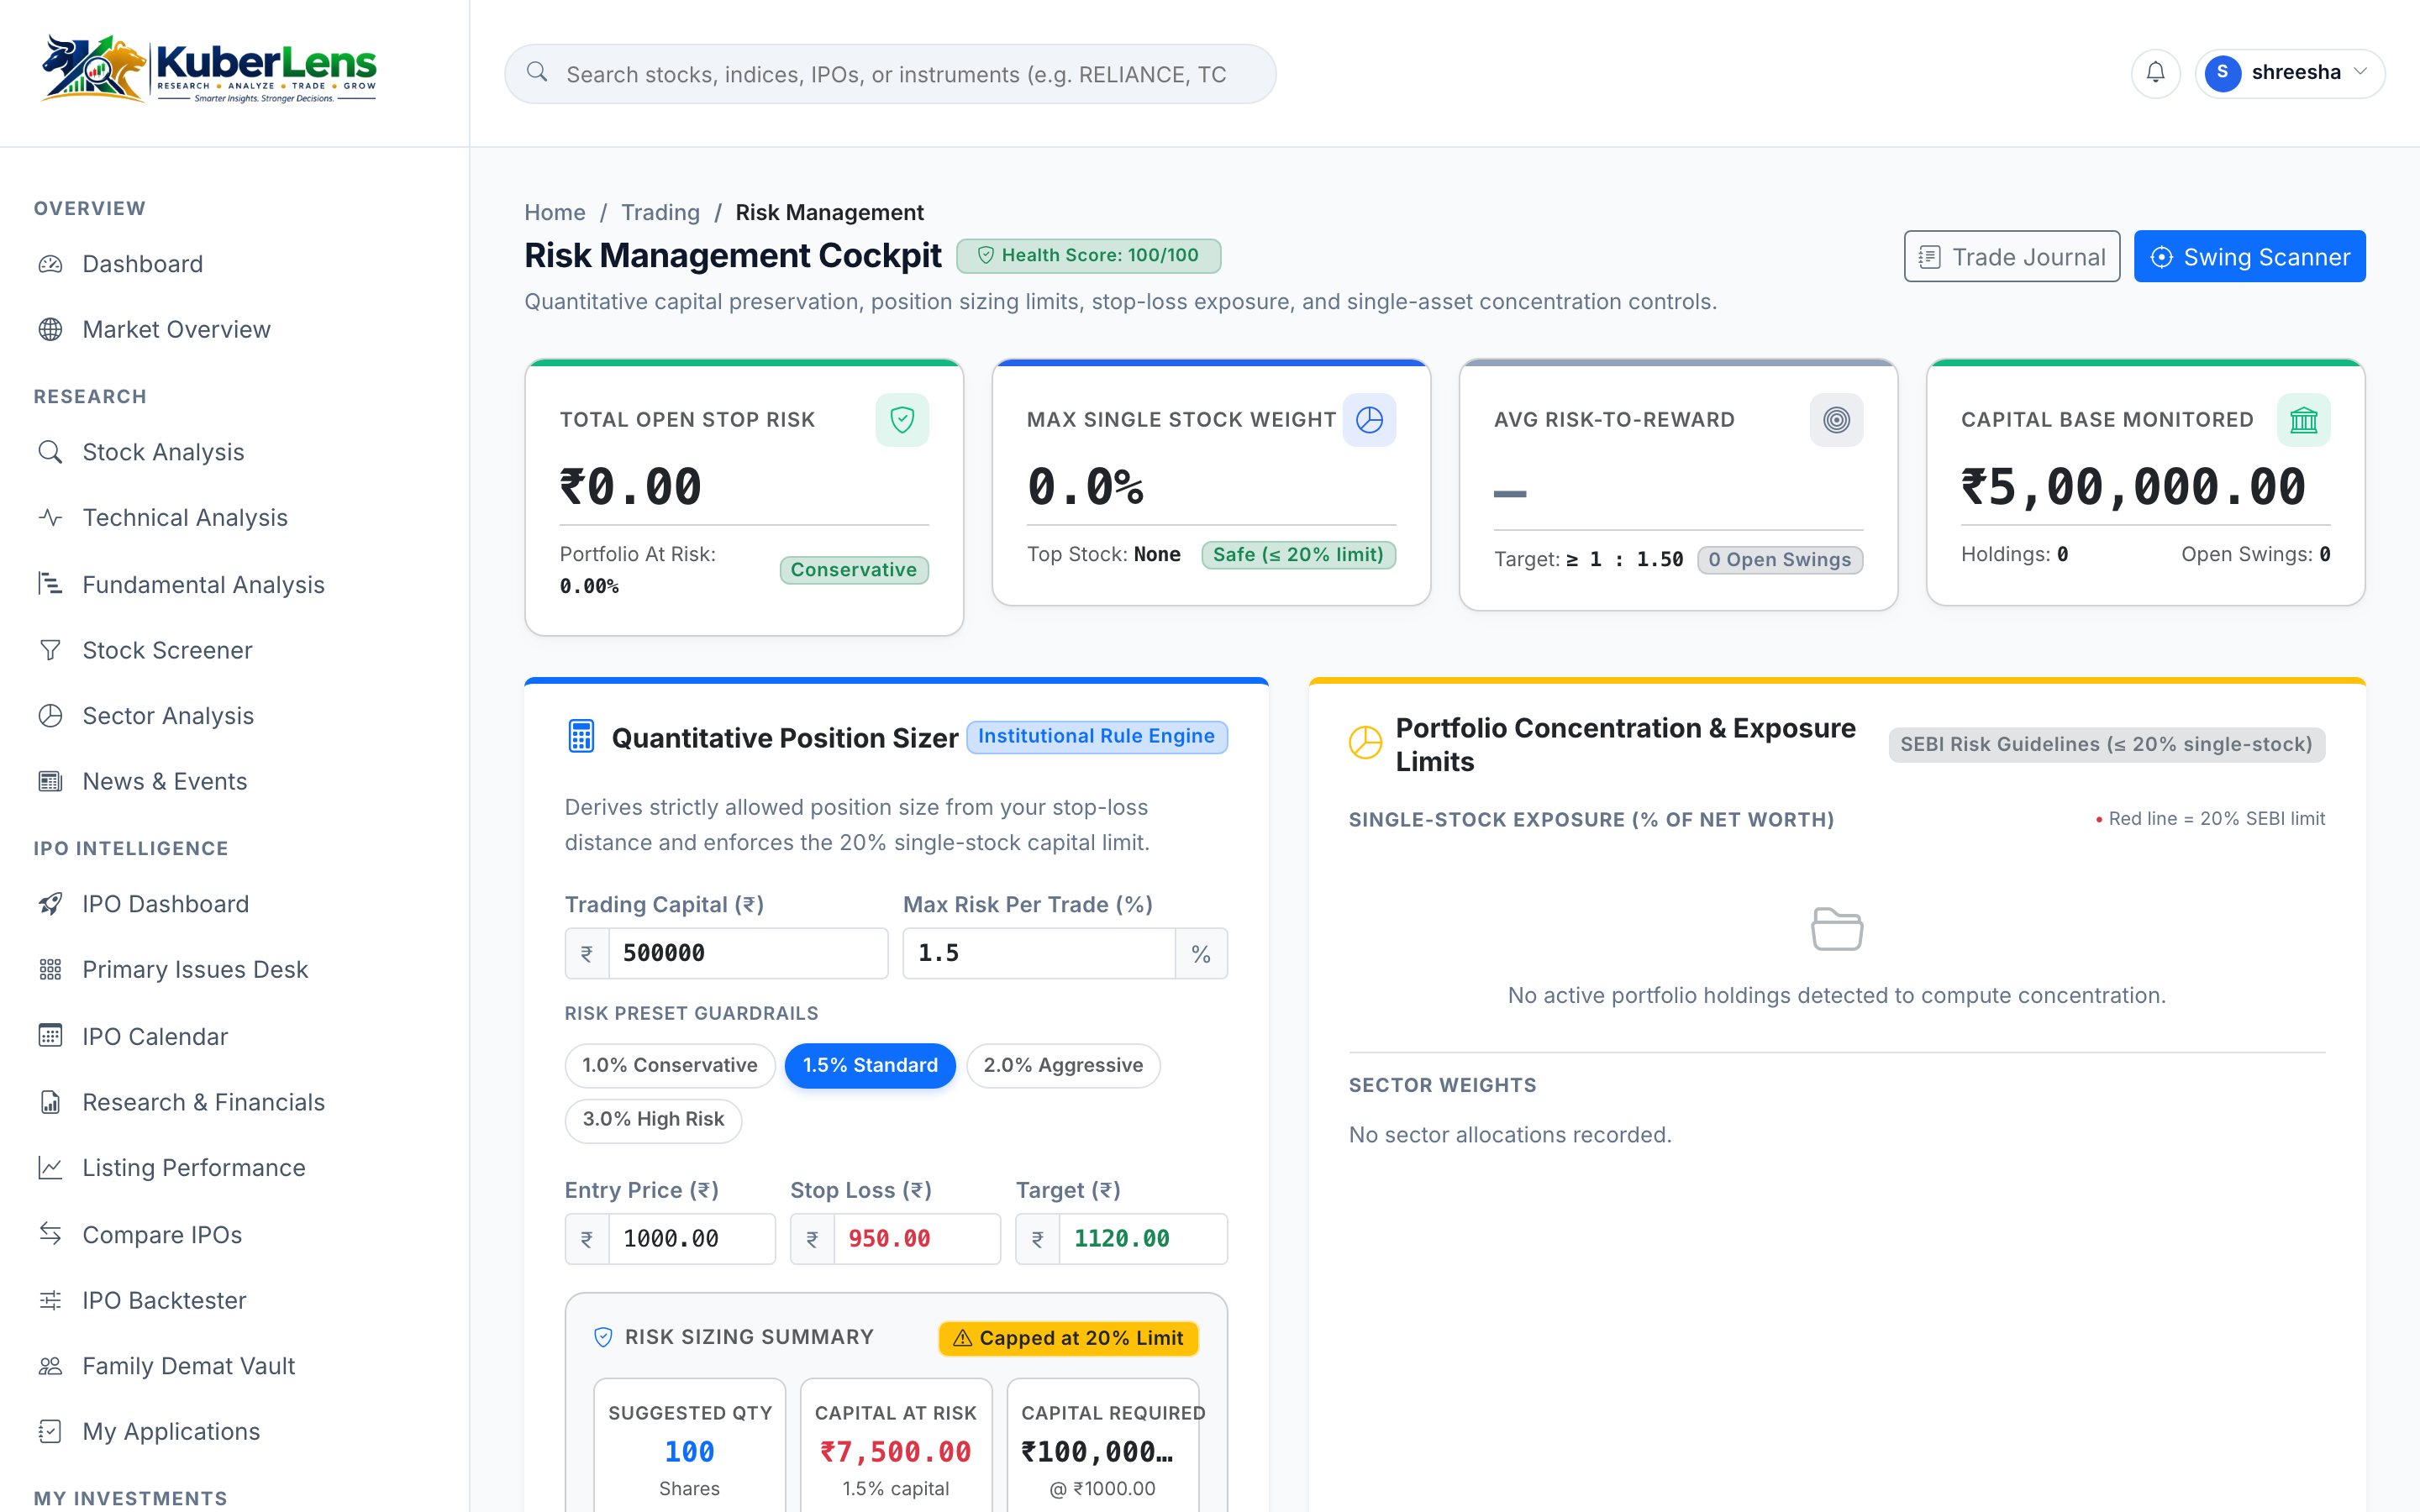 KuberLens
RESEARCH • ANALYZE • TRADE • GROW
Smarter Insights. Stronger Decisions.
Search stocks, indices, IPOs, or instruments (e.g. RELIANCE, TC
S
shreesha
OVERVIEW
Dashboard
Market Overview
RESEARCH
Stock Analysis
Technical Analysis
Fundamental Analysis
Stock Screener
Sector Analysis
News & Events
IPO INTELLIGENCE
IPO Dashboard
Primary Issues Desk
IPO Calendar
Research & Financials
Listing Performance
Compare IPOs
IPO Backtester
Family Demat Vault
My Applications
MY INVESTMENTS
Home / Trading / Risk Management
Risk Management Cockpit
Health Score: 100/100
Quantitative capital preservation, position sizing limits, stop-loss exposure, and single-asset concentration controls.
Trade Journal
Swing Scanner
TOTAL OPEN STOP RISK
₹0.00
Portfolio At Risk:
0.00%
Conservative
MAX SINGLE STOCK WEIGHT
0.0%
Top Stock: None
Safe (≤ 20% limit)
AVG RISK-TO-REWARD
—
Target: ≥ 1 : 1.50
0 Open Swings
CAPITAL BASE MONITORED
₹5,00,000.00
Holdings: 0
Open Swings: 0
Quantitative Position Sizer
Institutional Rule Engine
Derives strictly allowed position size from your stop-loss
distance and enforces the 20% single-stock capital limit.
Trading Capital (₹)
₹ 500000
Max Risk Per Trade (%)
1.5 %
RISK PRESET GUARDRAILS
1.0% Conservative
1.5% Standard
2.0% Aggressive
3.0% High Risk
Entry Price (₹)
₹ 1000.00
Stop Loss (₹)
₹ 950.00
Target (₹)
₹ 1120.00
RISK SIZING SUMMARY
Capped at 20% Limit
SUGGESTED QTY
100
Shares
CAPITAL AT RISK
₹7,500.00
1.5% capital
CAPITAL REQUIRED
₹100,000…
@ ₹1000.00
Portfolio Concentration & Exposure
Limits
SEBI Risk Guidelines (≤ 20% single-stock)
SINGLE-STOCK EXPOSURE (% OF NET WORTH)
• Red line = 20% SEBI limit
No active portfolio holdings detected to compute concentration.
SECTOR WEIGHTS
No sector allocations recorded.